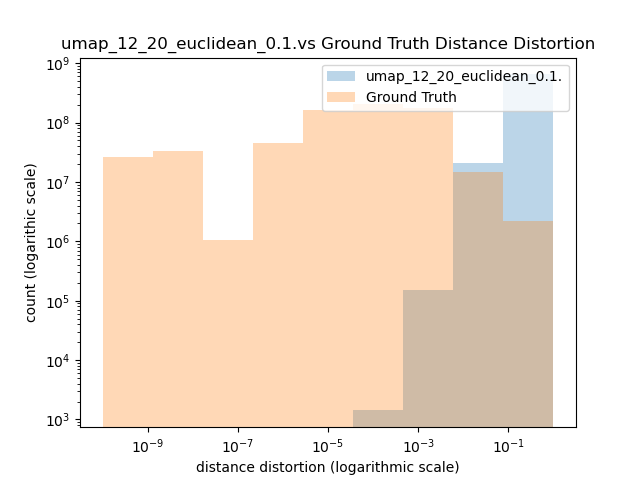 umap_12_20_euclidean_0.1.vs Ground Truth Distance Distortion
umap_12_20_euclidean_0.1.
Ground Truth
count (logarithic scale)
10⁹
10⁸
10⁷
10⁶
10⁵
10⁴
10³
10⁻⁹
10⁻⁷
10⁻⁵
10⁻³
10⁻¹
distance distortion (logarithmic scale)